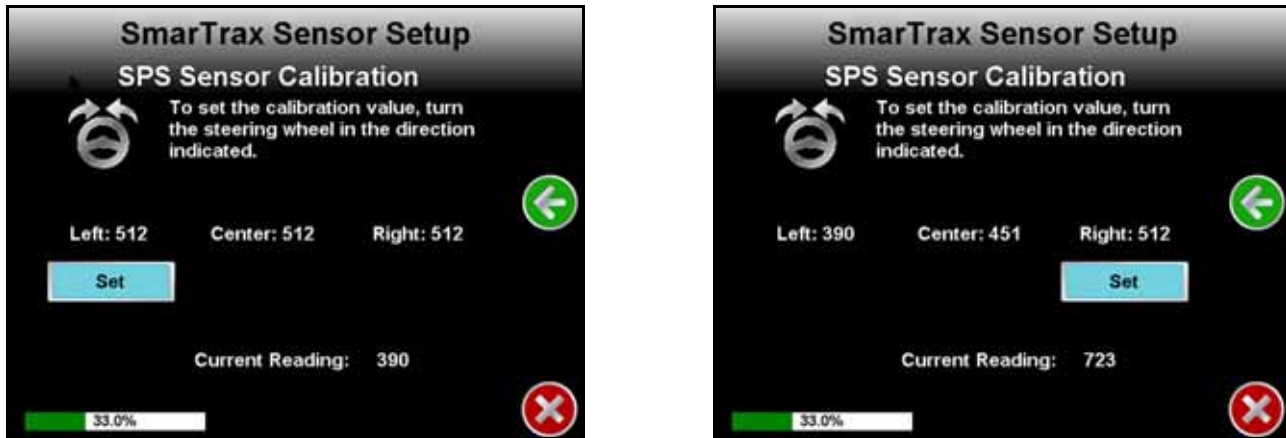 SmarTrax Sensor Setup
SPS Sensor Calibration
To set the calibration value, turn
the steering wheel in the direction
indicated.
Left: 512 Center: 512 Right: 512
Set
Current Reading: 390
33.0%
SmarTrax Sensor Setup
SPS Sensor Calibration
To set the calibration value, turn
the steering wheel in the direction
indicated.
Left: 390 Center: 451 Right: 512
Set
Current Reading: 723
33.0%